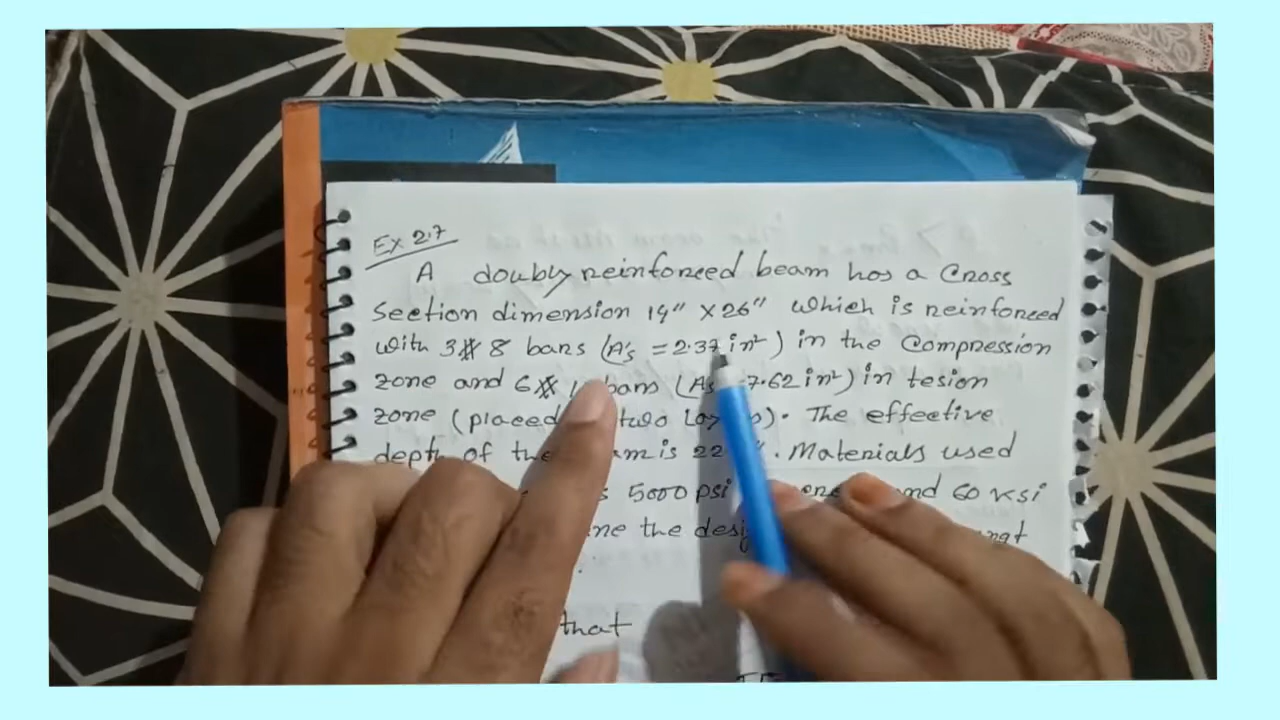 Ex 2.7
A doubly reinforced beam has a Cross
Section dimension 14" x 26" which is reinforced
with 3# 8 bars (A's = 2.37 in²) in the Compression
zone and 6# bars (As 7.62 in²) in tesion
zone (placed two). The effective
depth of is 22". Materials used
5000 psi and 60 ksi
the
that